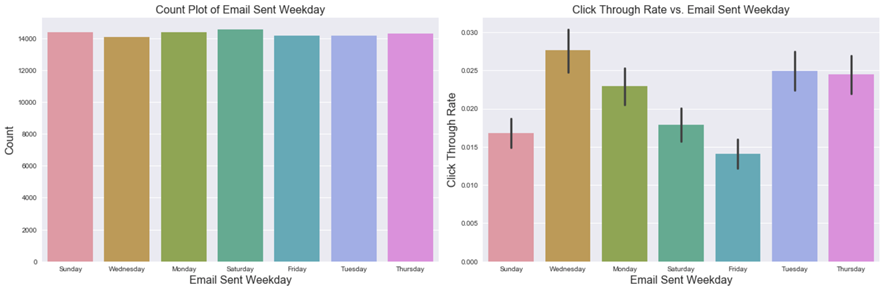 Count Plot of Email Sent Weekday
Count
14000
12000
10000
8000
6000
4000
2000
0
Sunday Wednesday Monday Saturday Friday Tuesday Thursday
Email Sent Weekday
Click Through Rate vs. Email Sent Weekday
Click Through Rate
0.030
0.025
0.020
0.015
0.010
0.005
0.000
Sunday Wednesday Monday Saturday Friday Tuesday Thursday
Email Sent Weekday